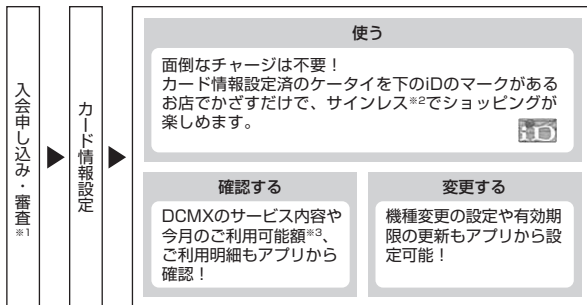 入会申し込み・審査※1
カード情報設定
使う
面倒なチャージは不要！
カード情報設定済のケータイを下のiDのマークがある
お店でかざすだけで、サインレス※2でショッピングが
楽しめます。
iD
確認する
DCMXのサービス内容や
今月のご利用可能額※3、
ご利用明細もアプリから
確認！
変更する
機種変更の設定や有効期
限の更新もアプリから設
定可能！